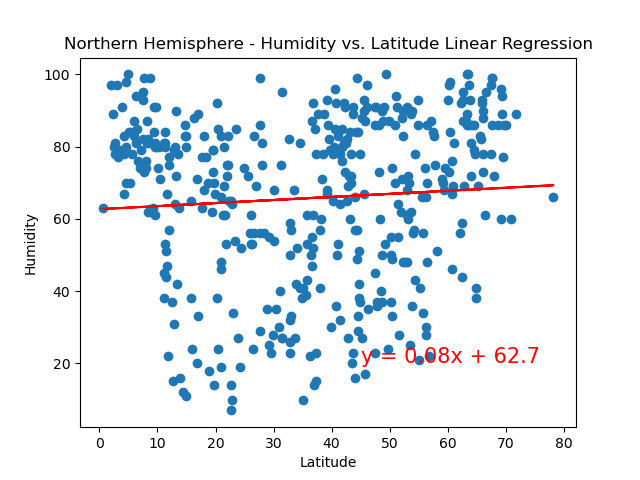 Northern Hemisphere - Humidity vs. Latitude Linear Regression
100
80
60
40
20
Humidity
y = 0.08x + 62.7
0 10 20 30 40 50 60 70 80
Latitude